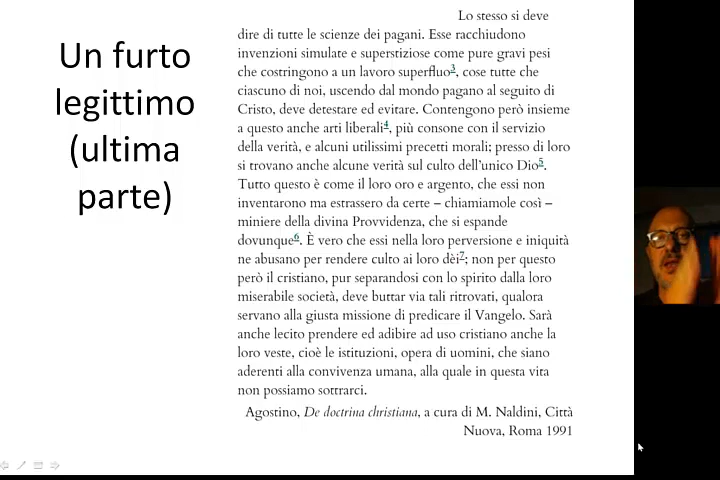 Un furto
legittimo
(ultima
parte)
Lo stesso si deve
dire di tutte le scienze dei pagani. Esse racchiudono
invenzioni simulate e superstiziose come pure gravi pesi
che costringono a un lavoro superfluo3, cose tutte che
ciascuno di noi, uscendo dal mondo pagano al seguito di
Cristo, deve detestare ed evitare. Contengono però insieme
a questo anche arti liberali4, più consone con il servizio
della verità, e alcuni utilissimi precetti morali; presso di loro
si trovano anche alcune verità sul culto dell'unico Dio5.
Tutto questo è come il loro oro e argento, che essi non
inventarono ma estrassero da certe – chiamiamole così –
miniere della divina Provvidenza, che si espande
dovunque6. È vero che essi nella loro perversione e iniquità
ne abusano per rendere culto ai loro dèi7; non per questo
però il cristiano, pur separandosi con lo spirito dalla loro
miserabile società, deve buttar via tali ritrovati, qualora
servano alla giusta missione di predicare il Vangelo. Sarà
anche lecito prendere ed adibire ad uso cristiano anche la
loro veste, cioè le istituzioni, opera di uomini, che siano
aderenti alla convivenza umana, alla quale in questa vita
non possiamo sottrarci.
Agostino, De doctrina christiana, a cura di M. Naldini, Città
Nuova, Roma 1991